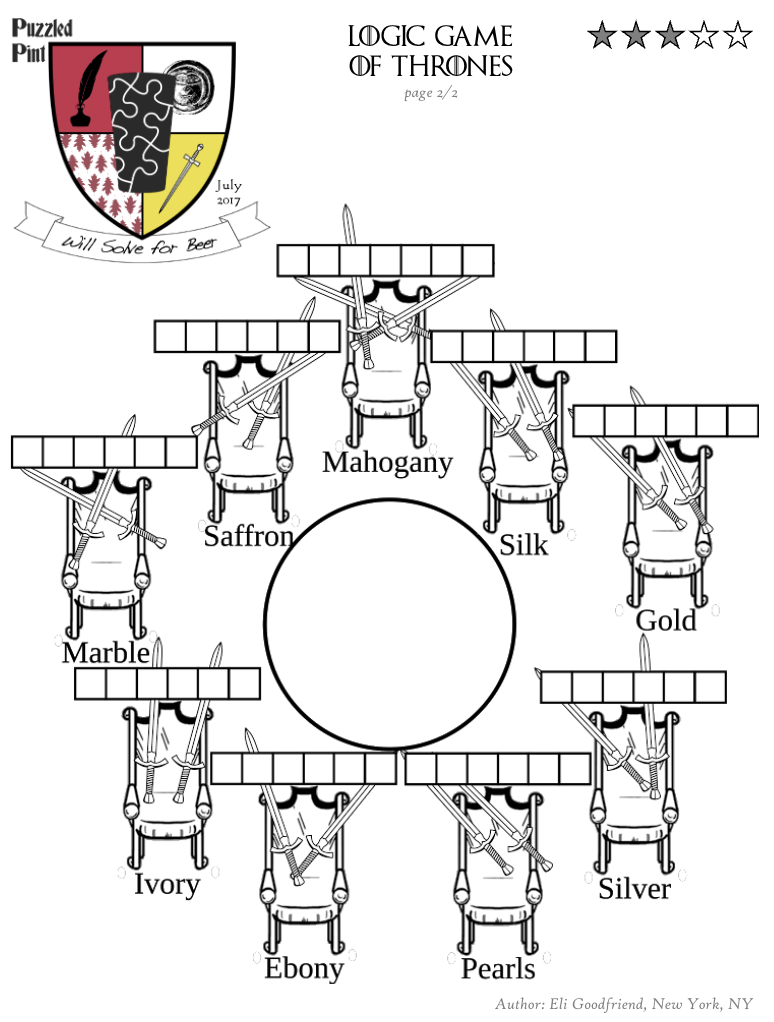 Puzzled
Pint
LOGIC GAME
OF THRONES
page 2/2
July
2017
Will Solve for Beer
Mahogany
Saffron
Silk
Gold
Marble
Ivory
Silver
Ebony
Pearls
Author: Eli Goodfriend, New York, NY